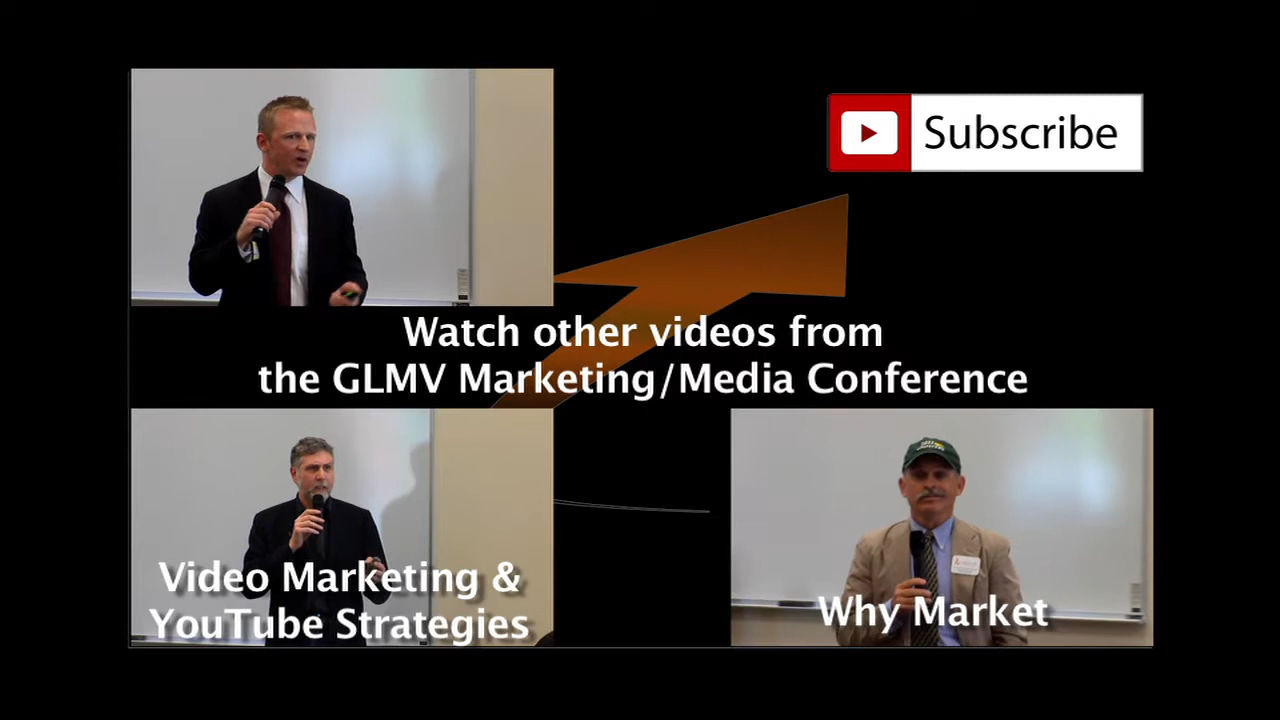 Subscribe
Watch other videos from
the GLMV Marketing/Media Conference
Video Marketing &
YouTube Strategies
Why Market